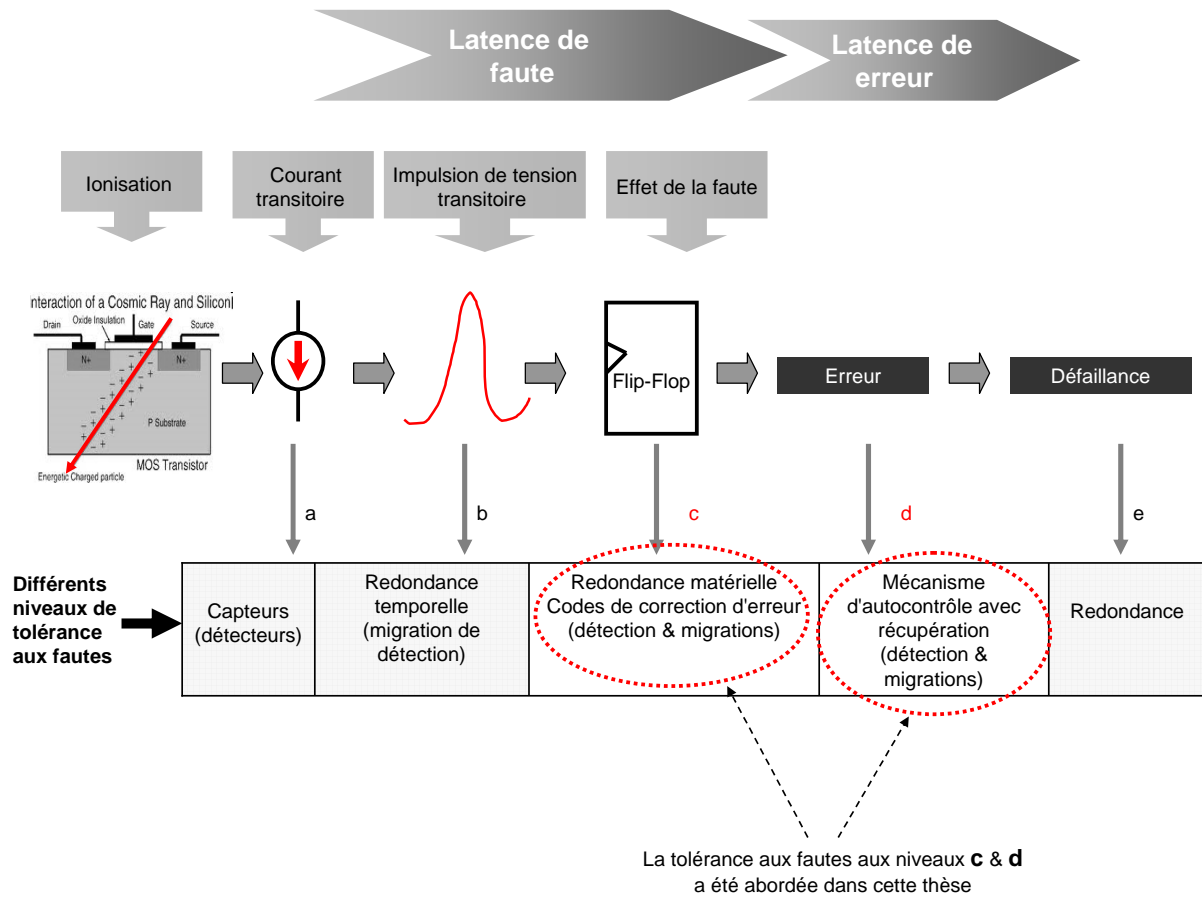 Latence de
faute
Latence de
erreur
Ionisation
Courant
transitoire
Impulsion de tension
transitoire
Effet de la faute
nteraction of a Cosmic Ray and Silicon
Oxide Insulation
Drain
Gate
Source
N+
N+
P Substrate
MOS Transistor
Energetic Charged particle
Flip-Flop
Erreur
Défaillance
a
b
c
d
e
Différents
niveaux de
tolérance
aux fautes
Capteurs
(détecteurs)
Redondance
temporelle
(migration de
détection)
Redondance matérielle
Codes de correction d'erreur
(détection & migrations)
Mécanisme
d'autocontrôle avec
récupération
(détection &
migrations)
Redondance
La tolérance aux fautes aux niveaux c & d
a été abordée dans cette thèse